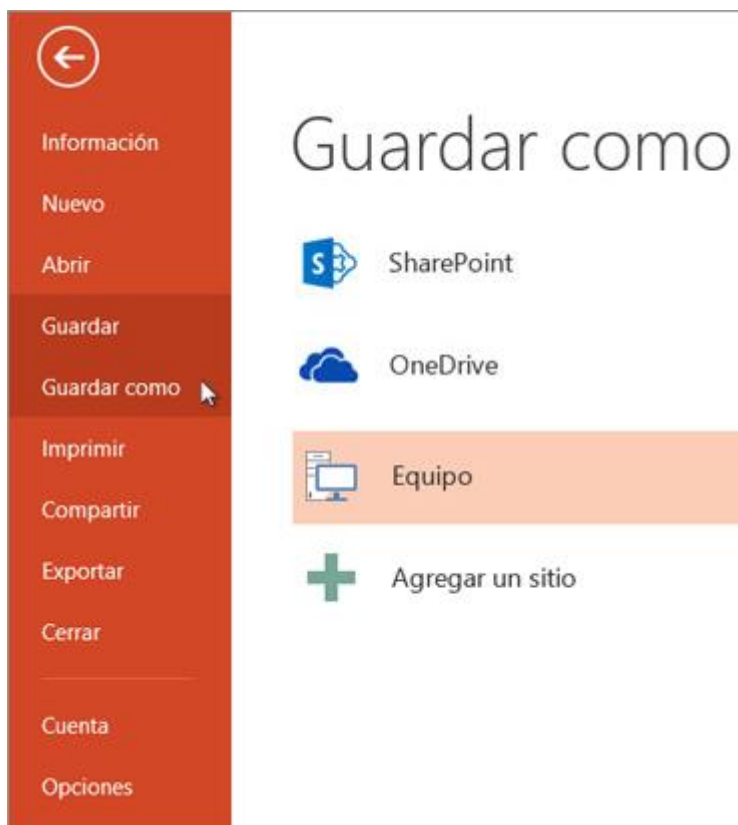 Información
Nuevo
Abrir
Guardar
Guardar como
Imprimir
Compartir
Exportar
Cerrar
Cuenta
Opciones
Guardar como
S
SharePoint
OneDrive
Equipo
Agregar un sitio